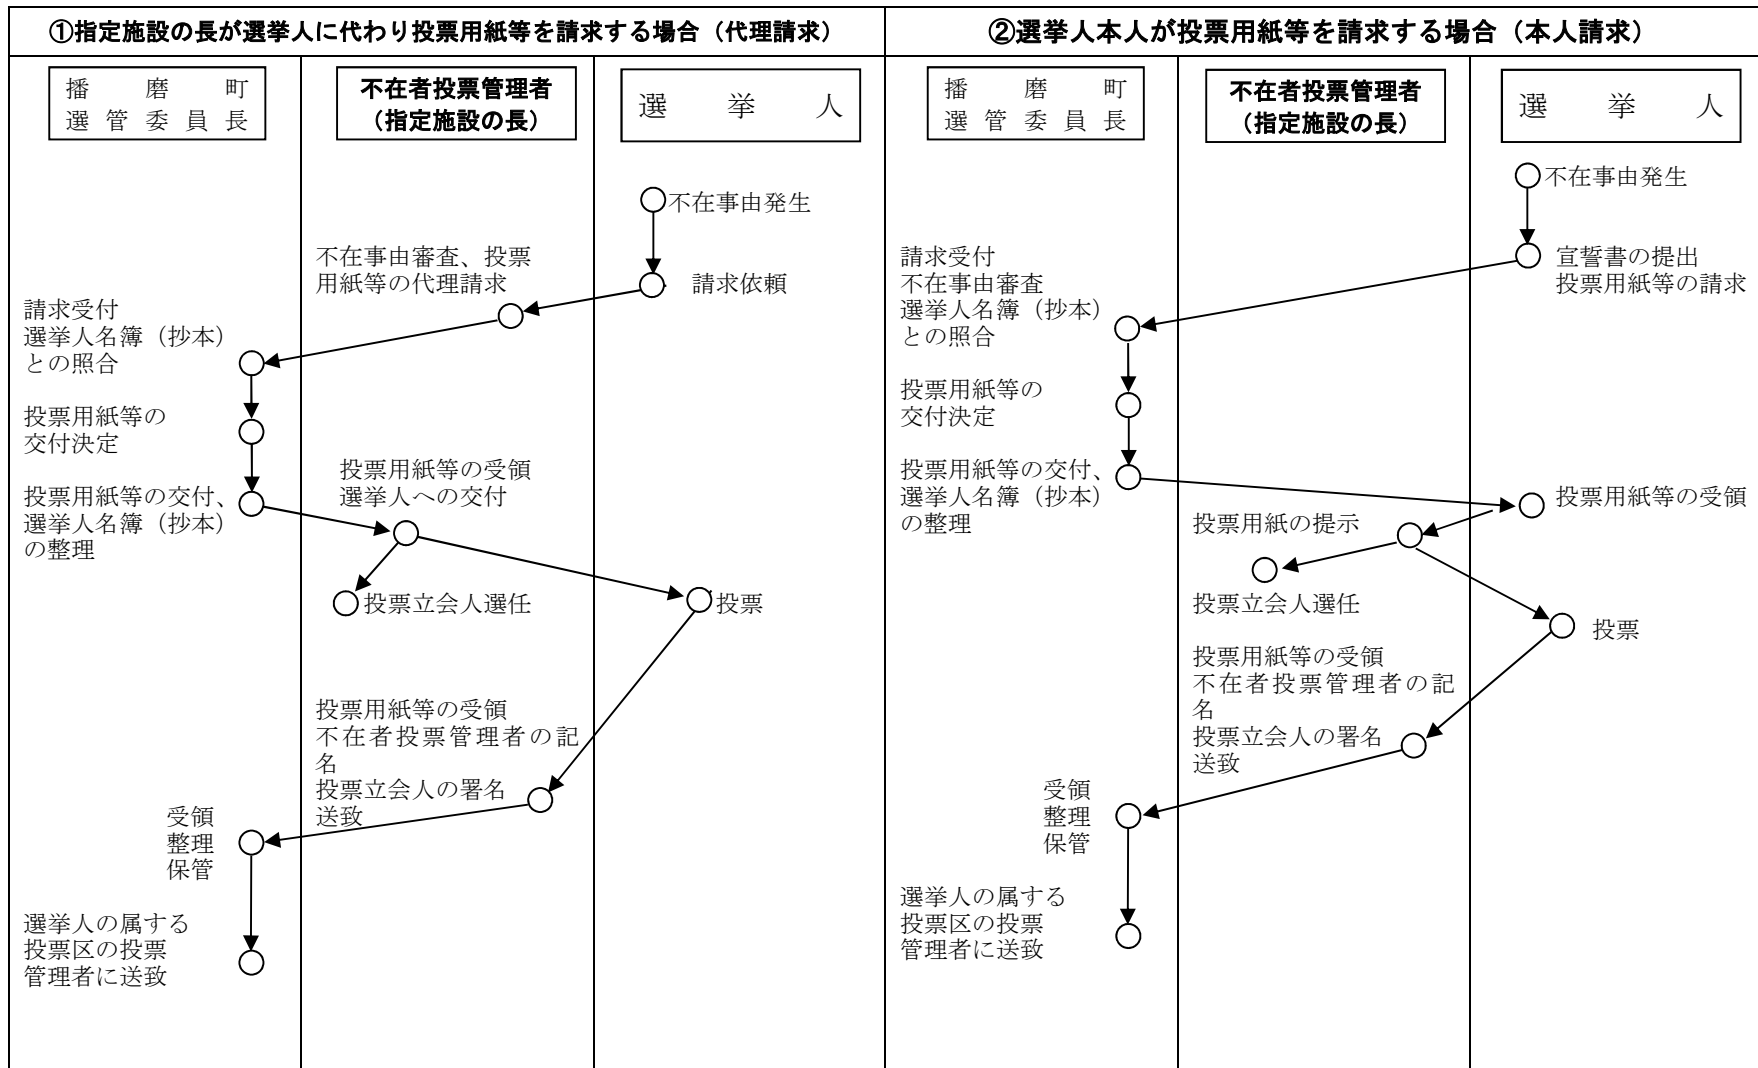 ①指定施設の長が選挙人に代わり投票用紙等を請求する場合（代理請求）
播磨町
選管委員長
不在者投票管理者
（指定施設の長）
選挙人
不在事由発生
不在事由審査、投票
用紙等の代理請求
請求依頼
請求受付
選挙人名簿（抄本）
との照合
投票用紙等の
交付決定
投票用紙等の受領
選挙人への交付
投票用紙等の交付、
選挙人名簿（抄本）
の整理
投票立会人選任
投票
投票用紙等の受領
不在者投票管理者の記
名
投票立会人の署名
送致
受領
整理
保管
選挙人の属する
投票区の投票
管理者に送致
②選挙人本人が投票用紙等を請求する場合（本人請求）
播磨町
選管委員長
不在者投票管理者
（指定施設の長）
選挙人
不在事由発生
宣誓書の提出
投票用紙等の請求
請求受付
不在事由審査
選挙人名簿（抄本）
との照合
投票用紙等の
交付決定
投票用紙等の交付、
選挙人名簿（抄本）
の整理
投票用紙等の受領
投票用紙の提示
投票立会人選任
投票
投票用紙等の受領
不在者投票管理者の記
名
投票立会人の署名
送致
受領
整理
保管
選挙人の属する
投票区の投票
管理者に送致